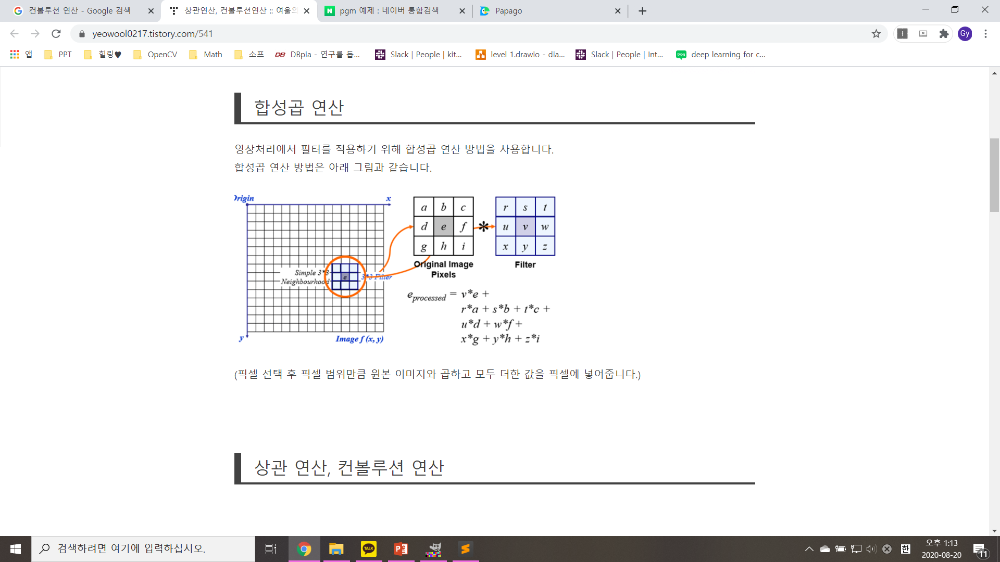 컨볼루션 연산 - Google 검색
상관연산, 컨볼루션연산 :: 여울의
pgm 예제 : 네이버 통합검색
Papago
yeowool0217.tistory.com/541
Gy
앱
PPT
힐링♥
OpenCV
Math
소프
DBpia - 연구를 돕...
Slack | People | kit...
level 1.drawio - dia...
Slack | People | Int...
deep learning for c...
합성곱 연산
영상처리에서 필터를 적용하기 위해 합성곱 연산 방법을 사용합니다.
합성곱 연산 방법은 아래 그림과 같습니다.
Origin
x
Simple 3*3
Neighbourhood
e
3*3 Filter
y
Image f (x, y)
a b c
d e f
g h i
Original Image
Pixels
*
r s t
u v w
x y z
Filter
eprocessed = v*e +
r*a + s*b + t*c +
u*d + w*f +
x*g + y*h + z*i
(픽셀 선택 후 픽셀 범위만큼 원본 이미지와 곱하고 모두 더한 값을 픽셀에 넣어줍니다.)
상관 연산, 컨볼루션 연산
검색하려면 여기에 입력하십시오.
TALK
한
오후 1:13
2020-08-20
11